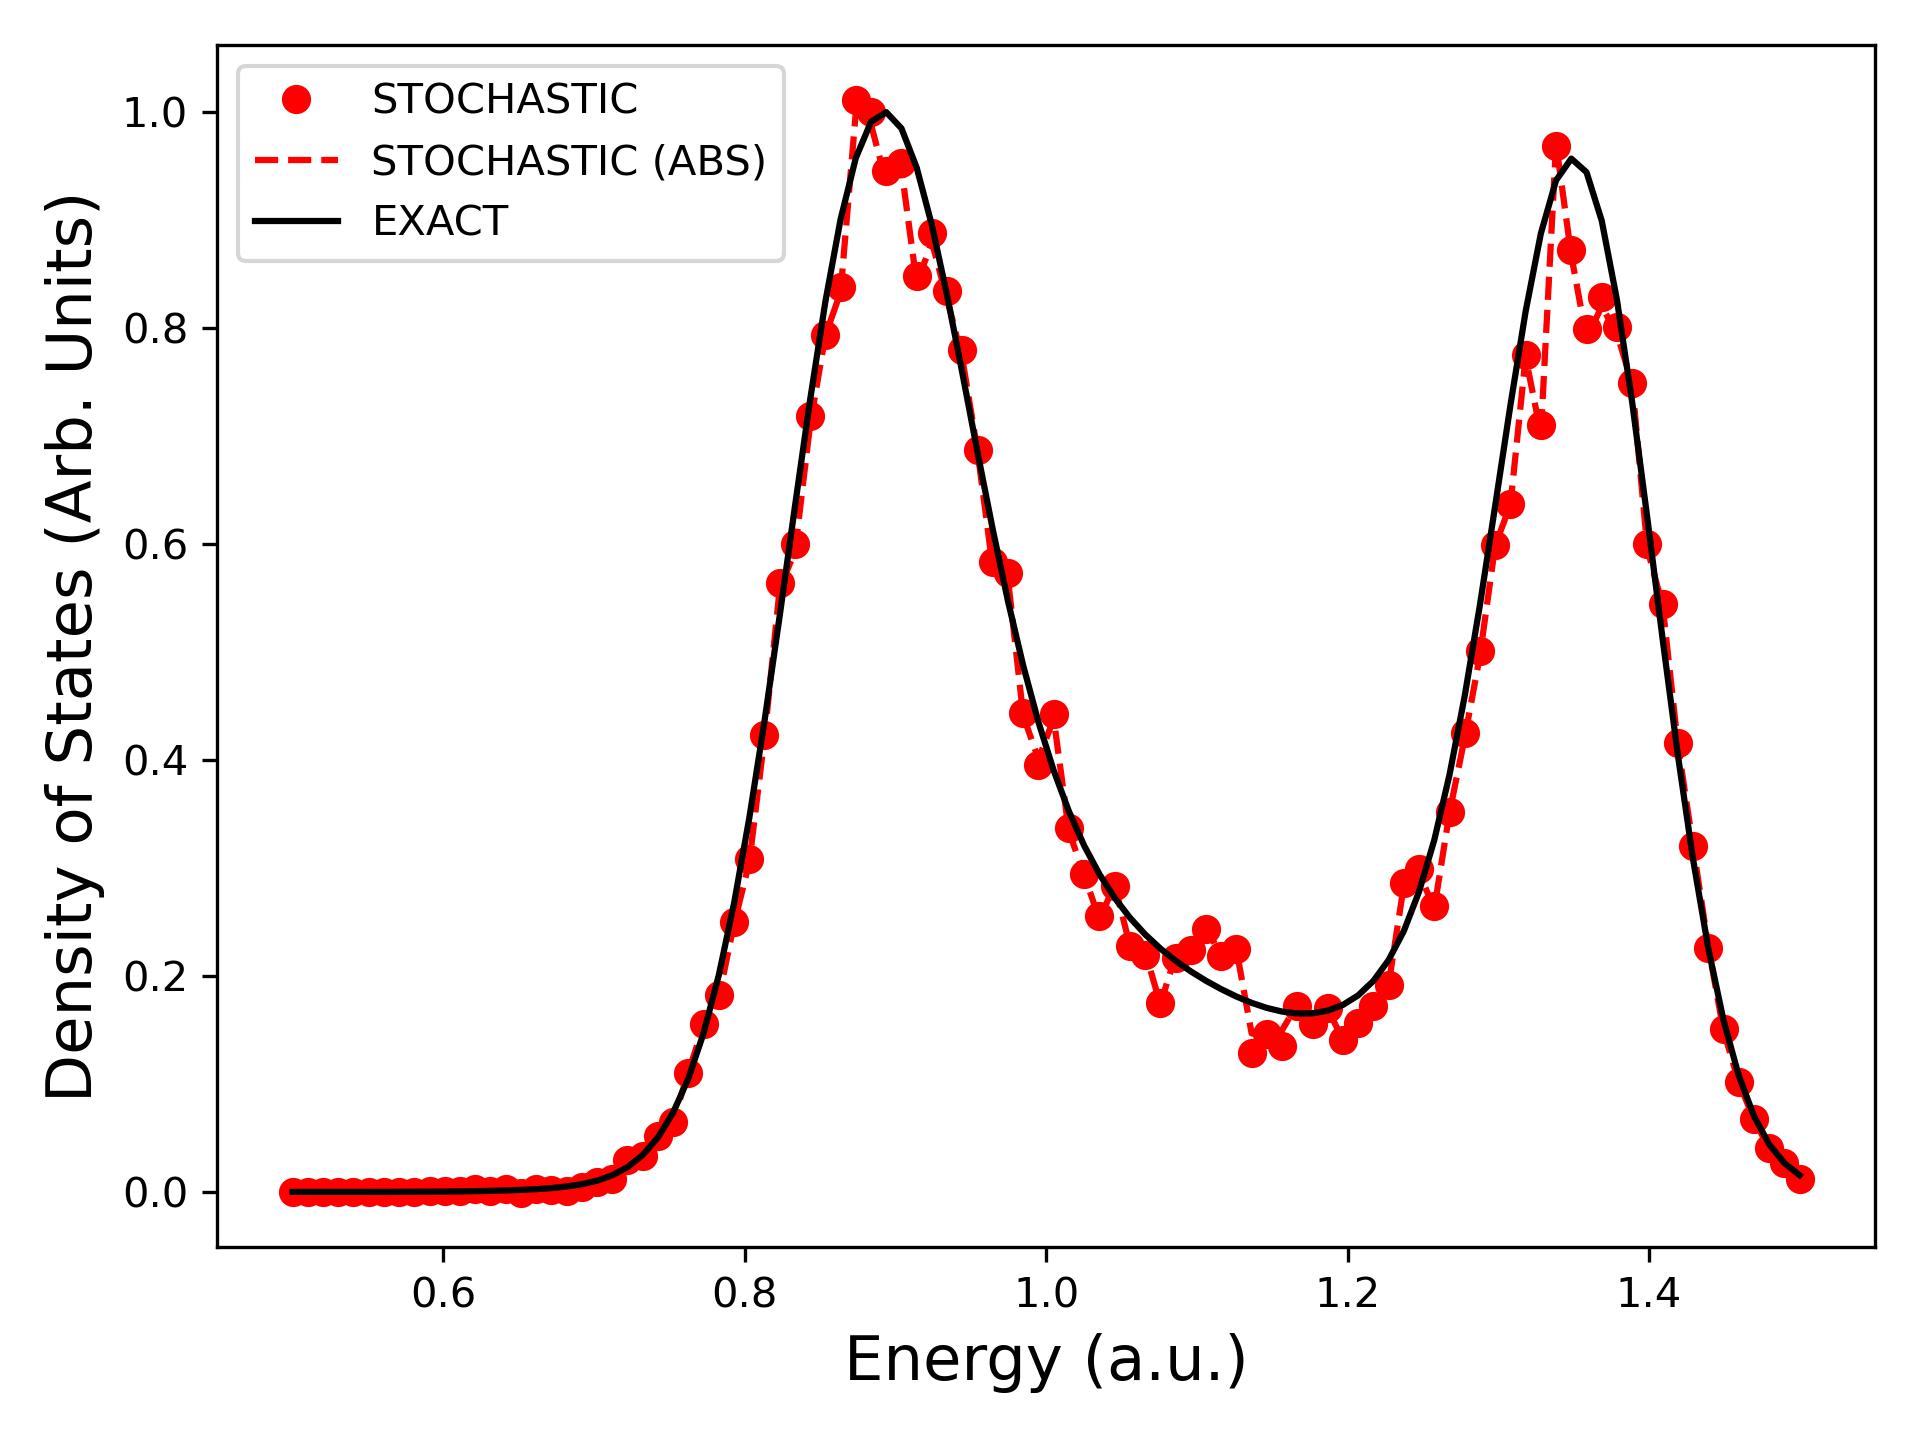 STOCHASTIC
STOCHASTIC (ABS)
EXACT
Density of States (Arb. Units)
1.0
0.8
0.6
0.4
0.2
0.0
0.6 0.8 1.0 1.2 1.4
Energy (a.u.)